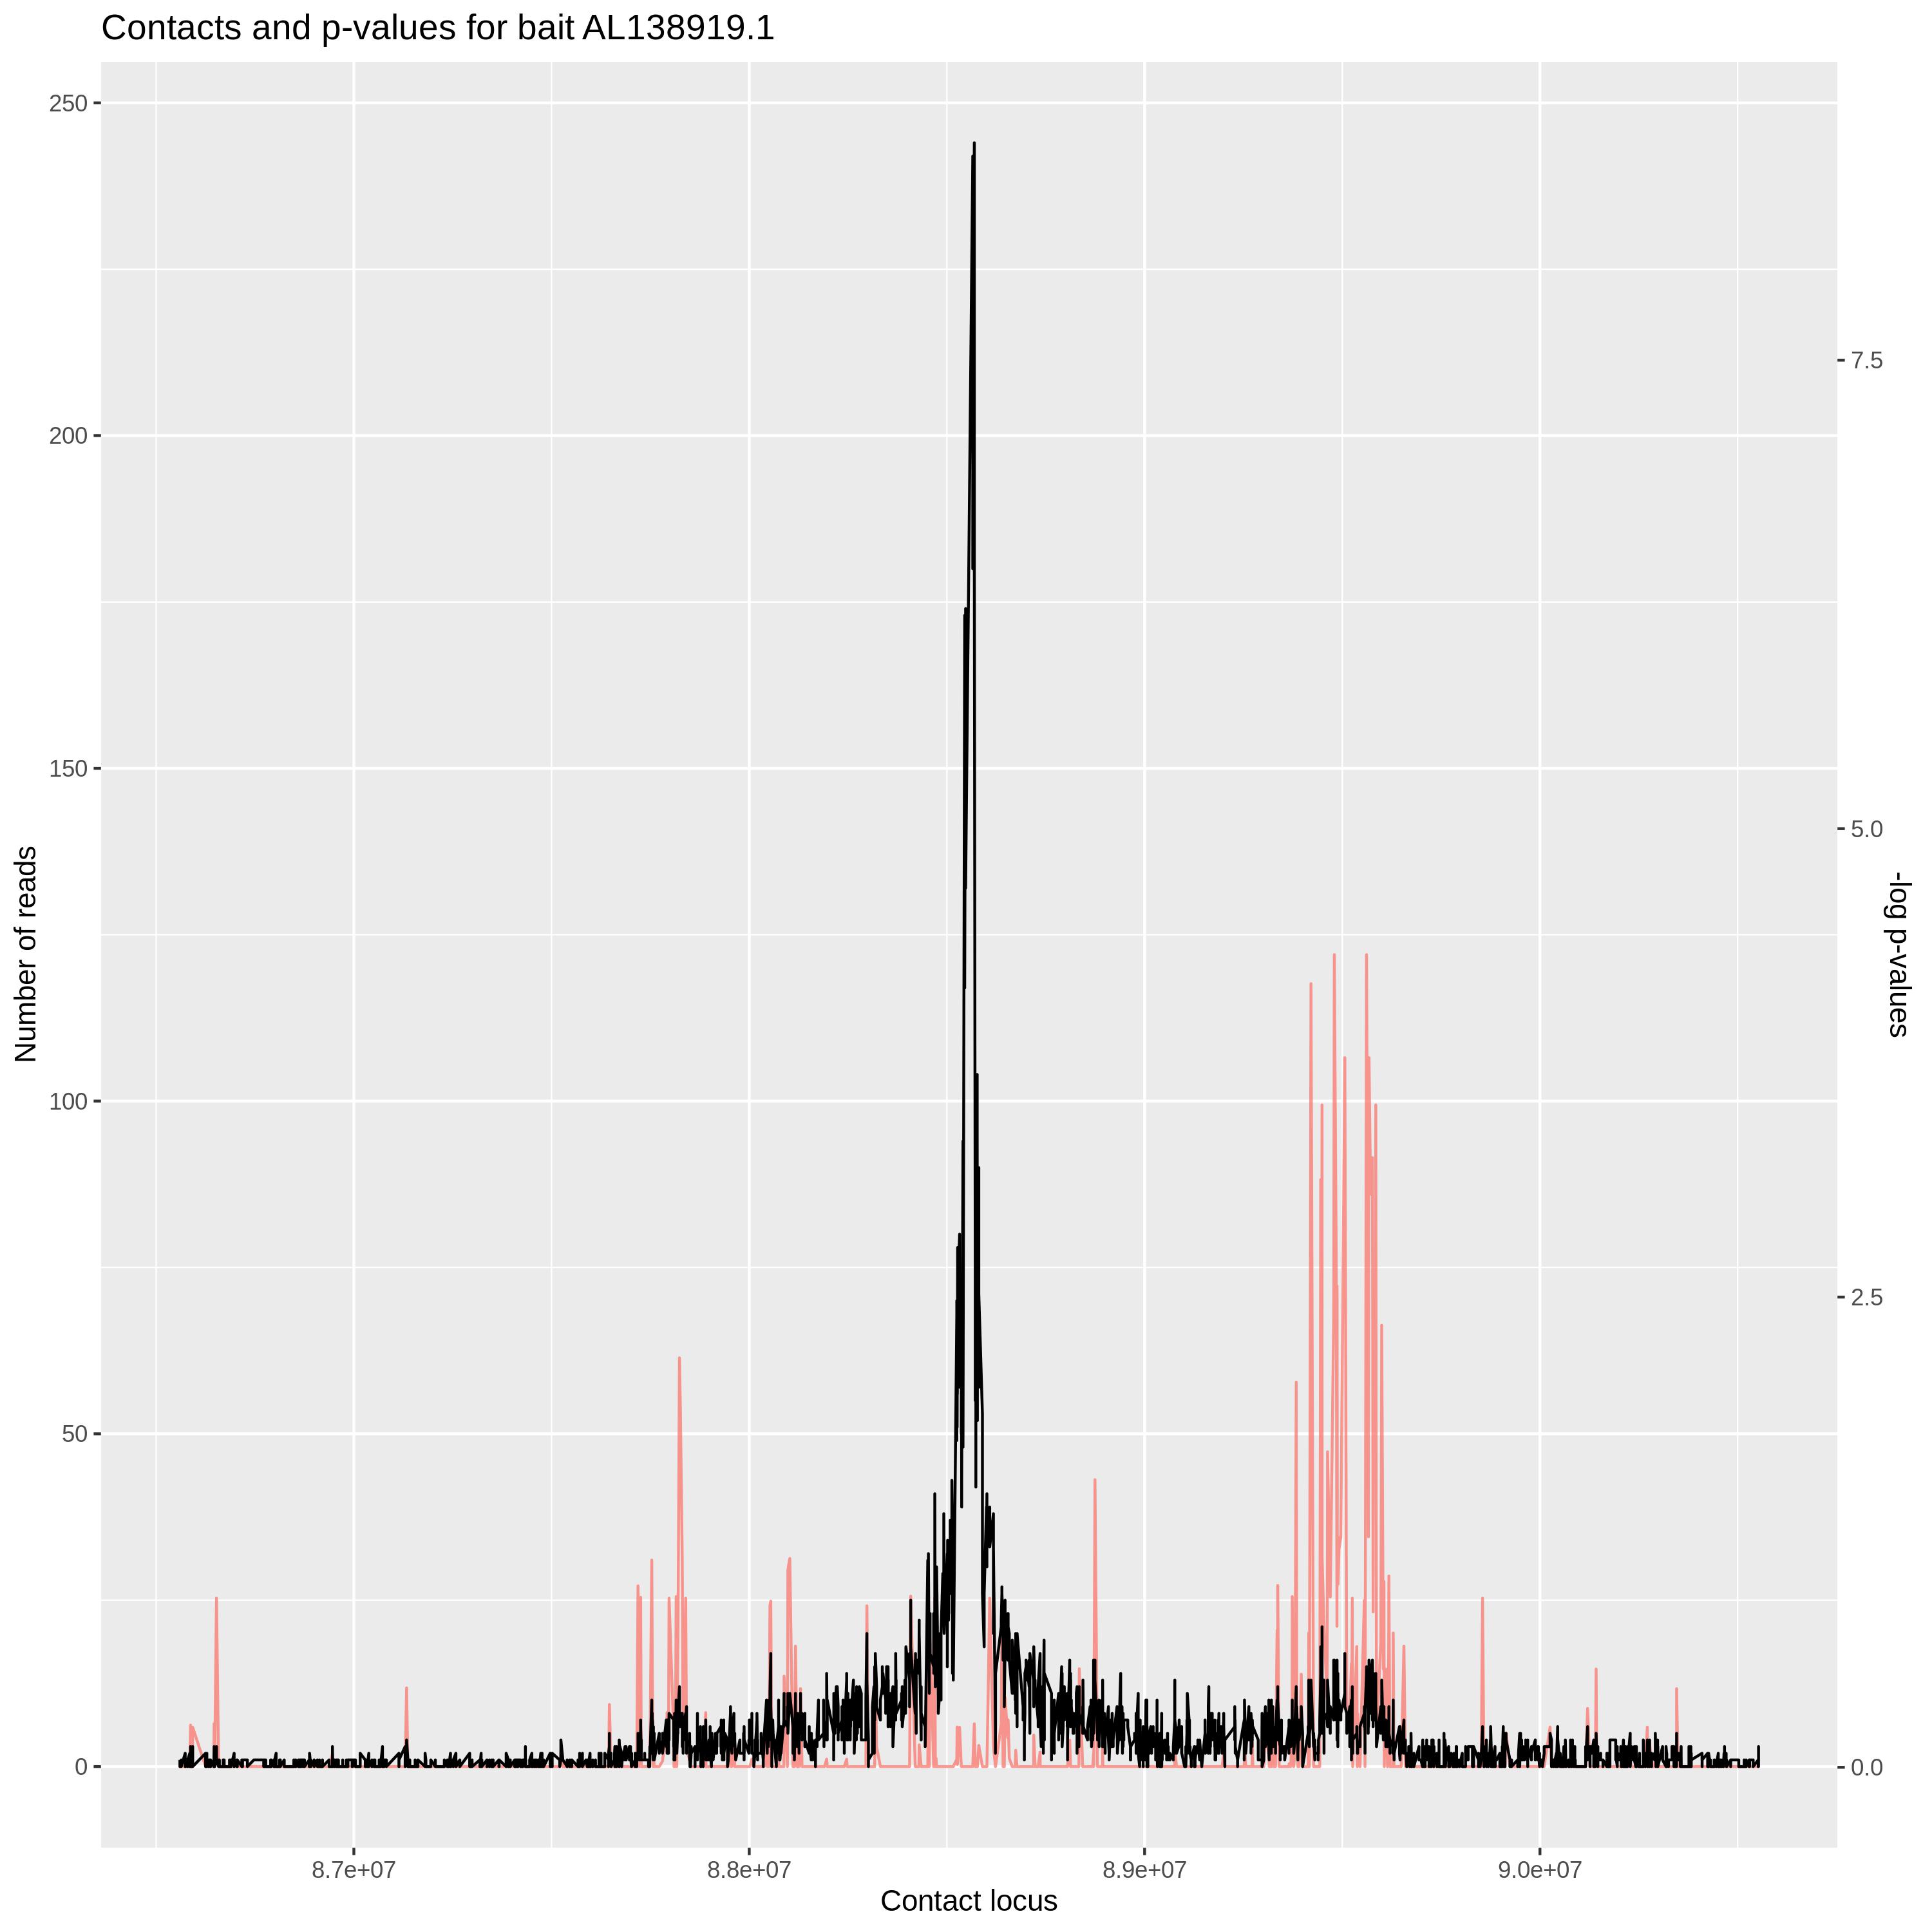 Contacts and p-values for bait AL138919.1
250
200
150
100
50
0
Number of reads
7.5
5.0
2.5
0.0
-log p-values
8.7e+07
8.8e+07
8.9e+07
9.0e+07
Contact locus